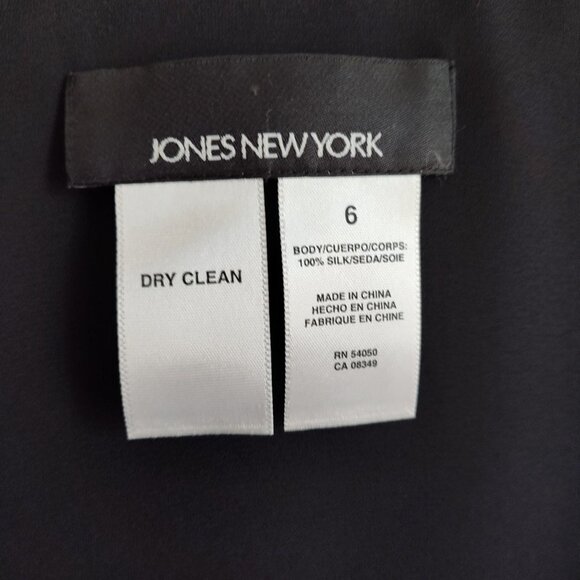 JONES NEW YORK
DRY CLEAN
6
BODY/CUERPO/CORPS:
100% SILK/SEDA/SOIE
MADE IN CHINA
HECHO EN CHINA
FABRIQUE EN CHINE
RN 54050
CA 08349